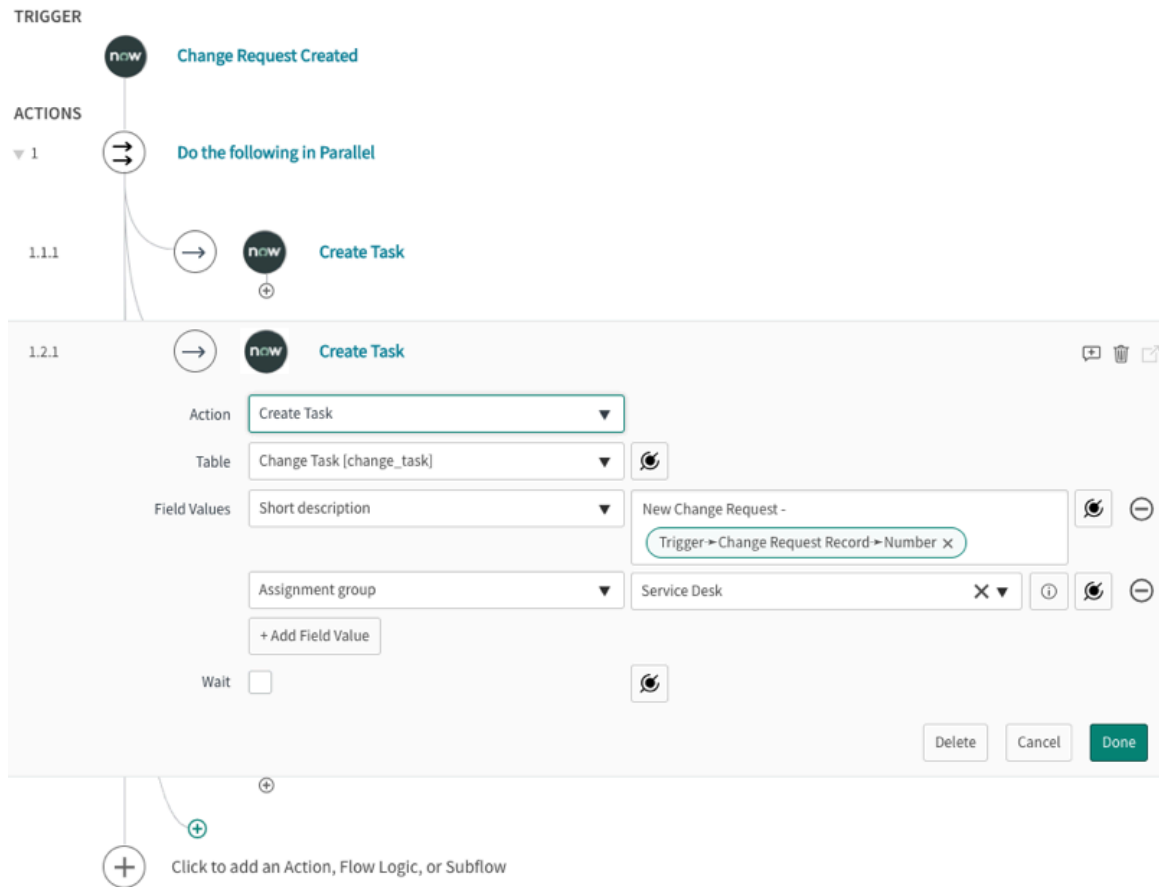 TRIGGER
now Change Request Created
ACTIONS
1 Do the following in Parallel
1.1.1 now Create Task
1.2.1 now Create Task
Action Create Task
Table Change Task [change_task]
Field Values Short description New Change Request -
Trigger➛Change Request Record➛Number
Assignment group Service Desk
+ Add Field Value
Wait
Delete Cancel Done
Click to add an Action, Flow Logic, or Subflow